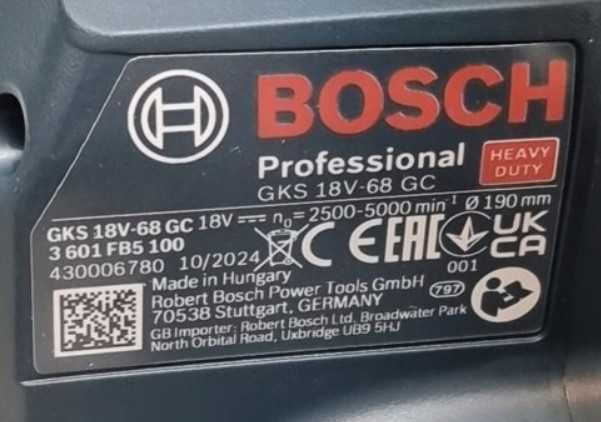 BOSCH
Professional
HEAVY
DUTY
GKS 18V-68 GC
GKS 18V-68 GC 18V ⎓ n₀= 2500-5000 min⁻¹ Ø 190 mm
3 601 FB5 100
430006780 10/2024
CE EAC UK
CA
001
Made in Hungary
Robert Bosch Power Tools GmbH
70538 Stuttgart, GERMANY
797
GB Importer: Robert Bosch Ltd. Broadwater Park
North Orbital Road, Uxbridge UB9 5HJ